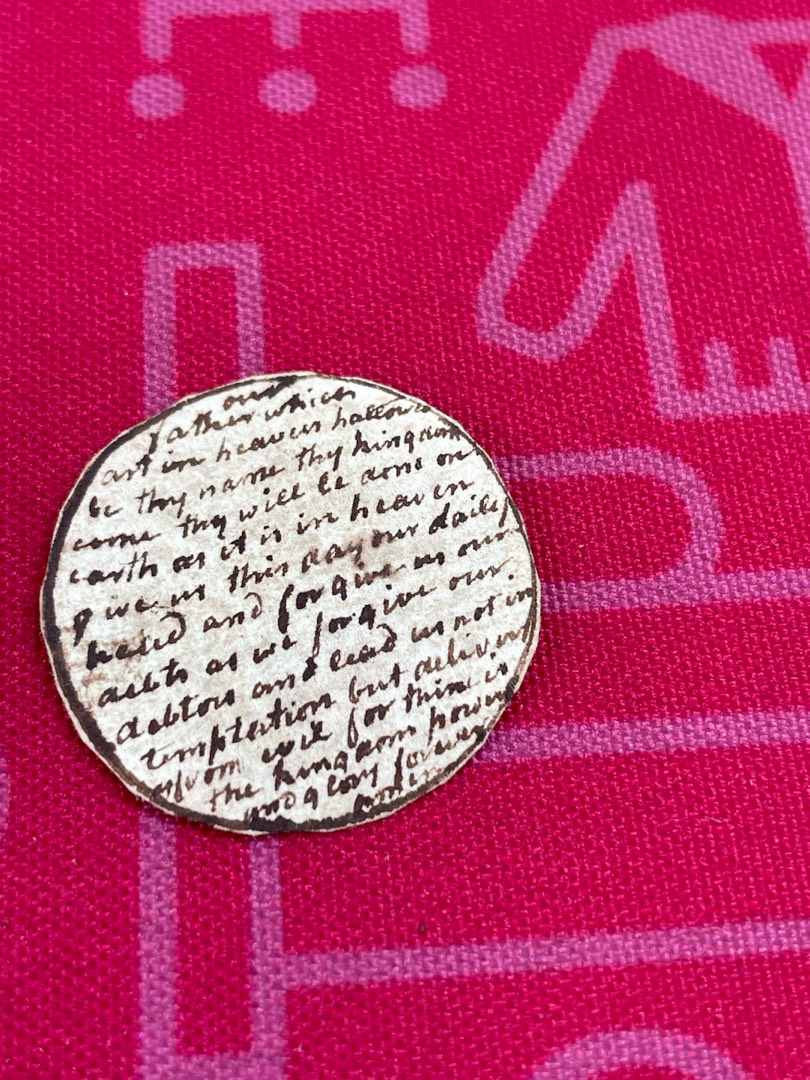 our
father which
art in heaven hallowed
be thy name thy kingdom
come thy will be done on
earth as it is in heaven
give us this day our daily
and forgive us our
debts as we forgive our
debtors and lead us not in
temptation but deliver us
from evil for thine is
the kingdom power
and glory forever
amen